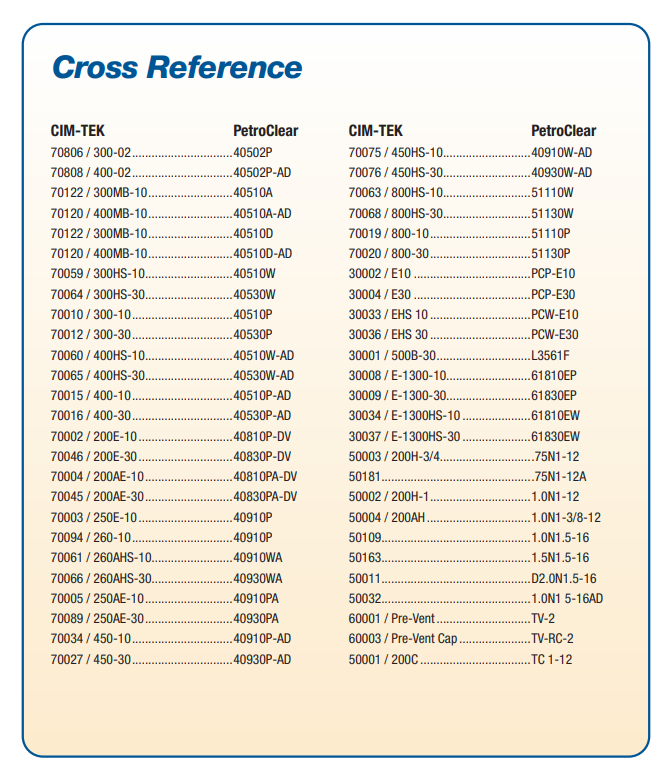 Cross Reference
CIM-TEK PetroClear
70806 / 300-02...............................40502P
70808 / 400-02...............................40502P-AD
70122 / 300MB-10..........................40510A
70120 / 400MB-10..........................40510A-AD
70122 / 300MB-10..........................40510D
70120 / 400MB-10..........................40510D-AD
70059 / 300HS-10...........................40510W
70064 / 300HS-30...........................40530W
70010 / 300-10...............................40510P
70012 / 300-30...............................40530P
70060 / 400HS-10...........................40510W-AD
70065 / 400HS-30...........................40530W-AD
70015 / 400-10...............................40510P-AD
70016 / 400-30...............................40530P-AD
70002 / 200E-10.............................40810P-DV
70046 / 200E-30.............................40830P-DV
70004 / 200AE-10...........................40810PA-DV
70045 / 200AE-30...........................40830PA-DV
70003 / 250E-10.............................40910P
70094 / 260-10...............................40910P
70061 / 260AHS-10.........................40910WA
70066 / 260AHS-30.........................40930WA
70005 / 250AE-10...........................40910PA
70089 / 250AE-30...........................40930PA
70034 / 450-10...............................40910P-AD
70027 / 450-30...............................40930P-AD
CIM-TEK PetroClear
70075 / 450HS-10...........................40910W-AD
70076 / 450HS-30...........................40930W-AD
70063 / 800HS-10...........................51110W
70068 / 800HS-30...........................51130W
70019 / 800-10...............................51110P
70020 / 800-30...............................51130P
30002 / E10 ....................................PCP-E10
30004 / E30 ....................................PCP-E30
30033 / EHS 10 ...............................PCW-E10
30036 / EHS 30 ...............................PCW-E30
30001 / 500B-30.............................L3561F
30008 / E-1300-10..........................61810EP
30009 / E-1300-30..........................61830EP
30034 / E-1300HS-10 .....................61810EW
30037 / E-1300HS-30 .....................61830EW
50003 / 200H-3/4............................75N1-12
50181..............................................75N1-12A
50002 / 200H-1...............................1.0N1-12
50004 / 200AH................................1.0N1-3/8-12
50109..............................................1.0N1.5-16
50163..............................................1.5N1.5-16
50011..............................................D2.0N1.5-16
50032..............................................1.0N1 5-16AD
60001 / Pre-Vent.............................TV-2
60003 / Pre-Vent Cap ......................TV-RC-2
50001 / 200C ..................................TC 1-12